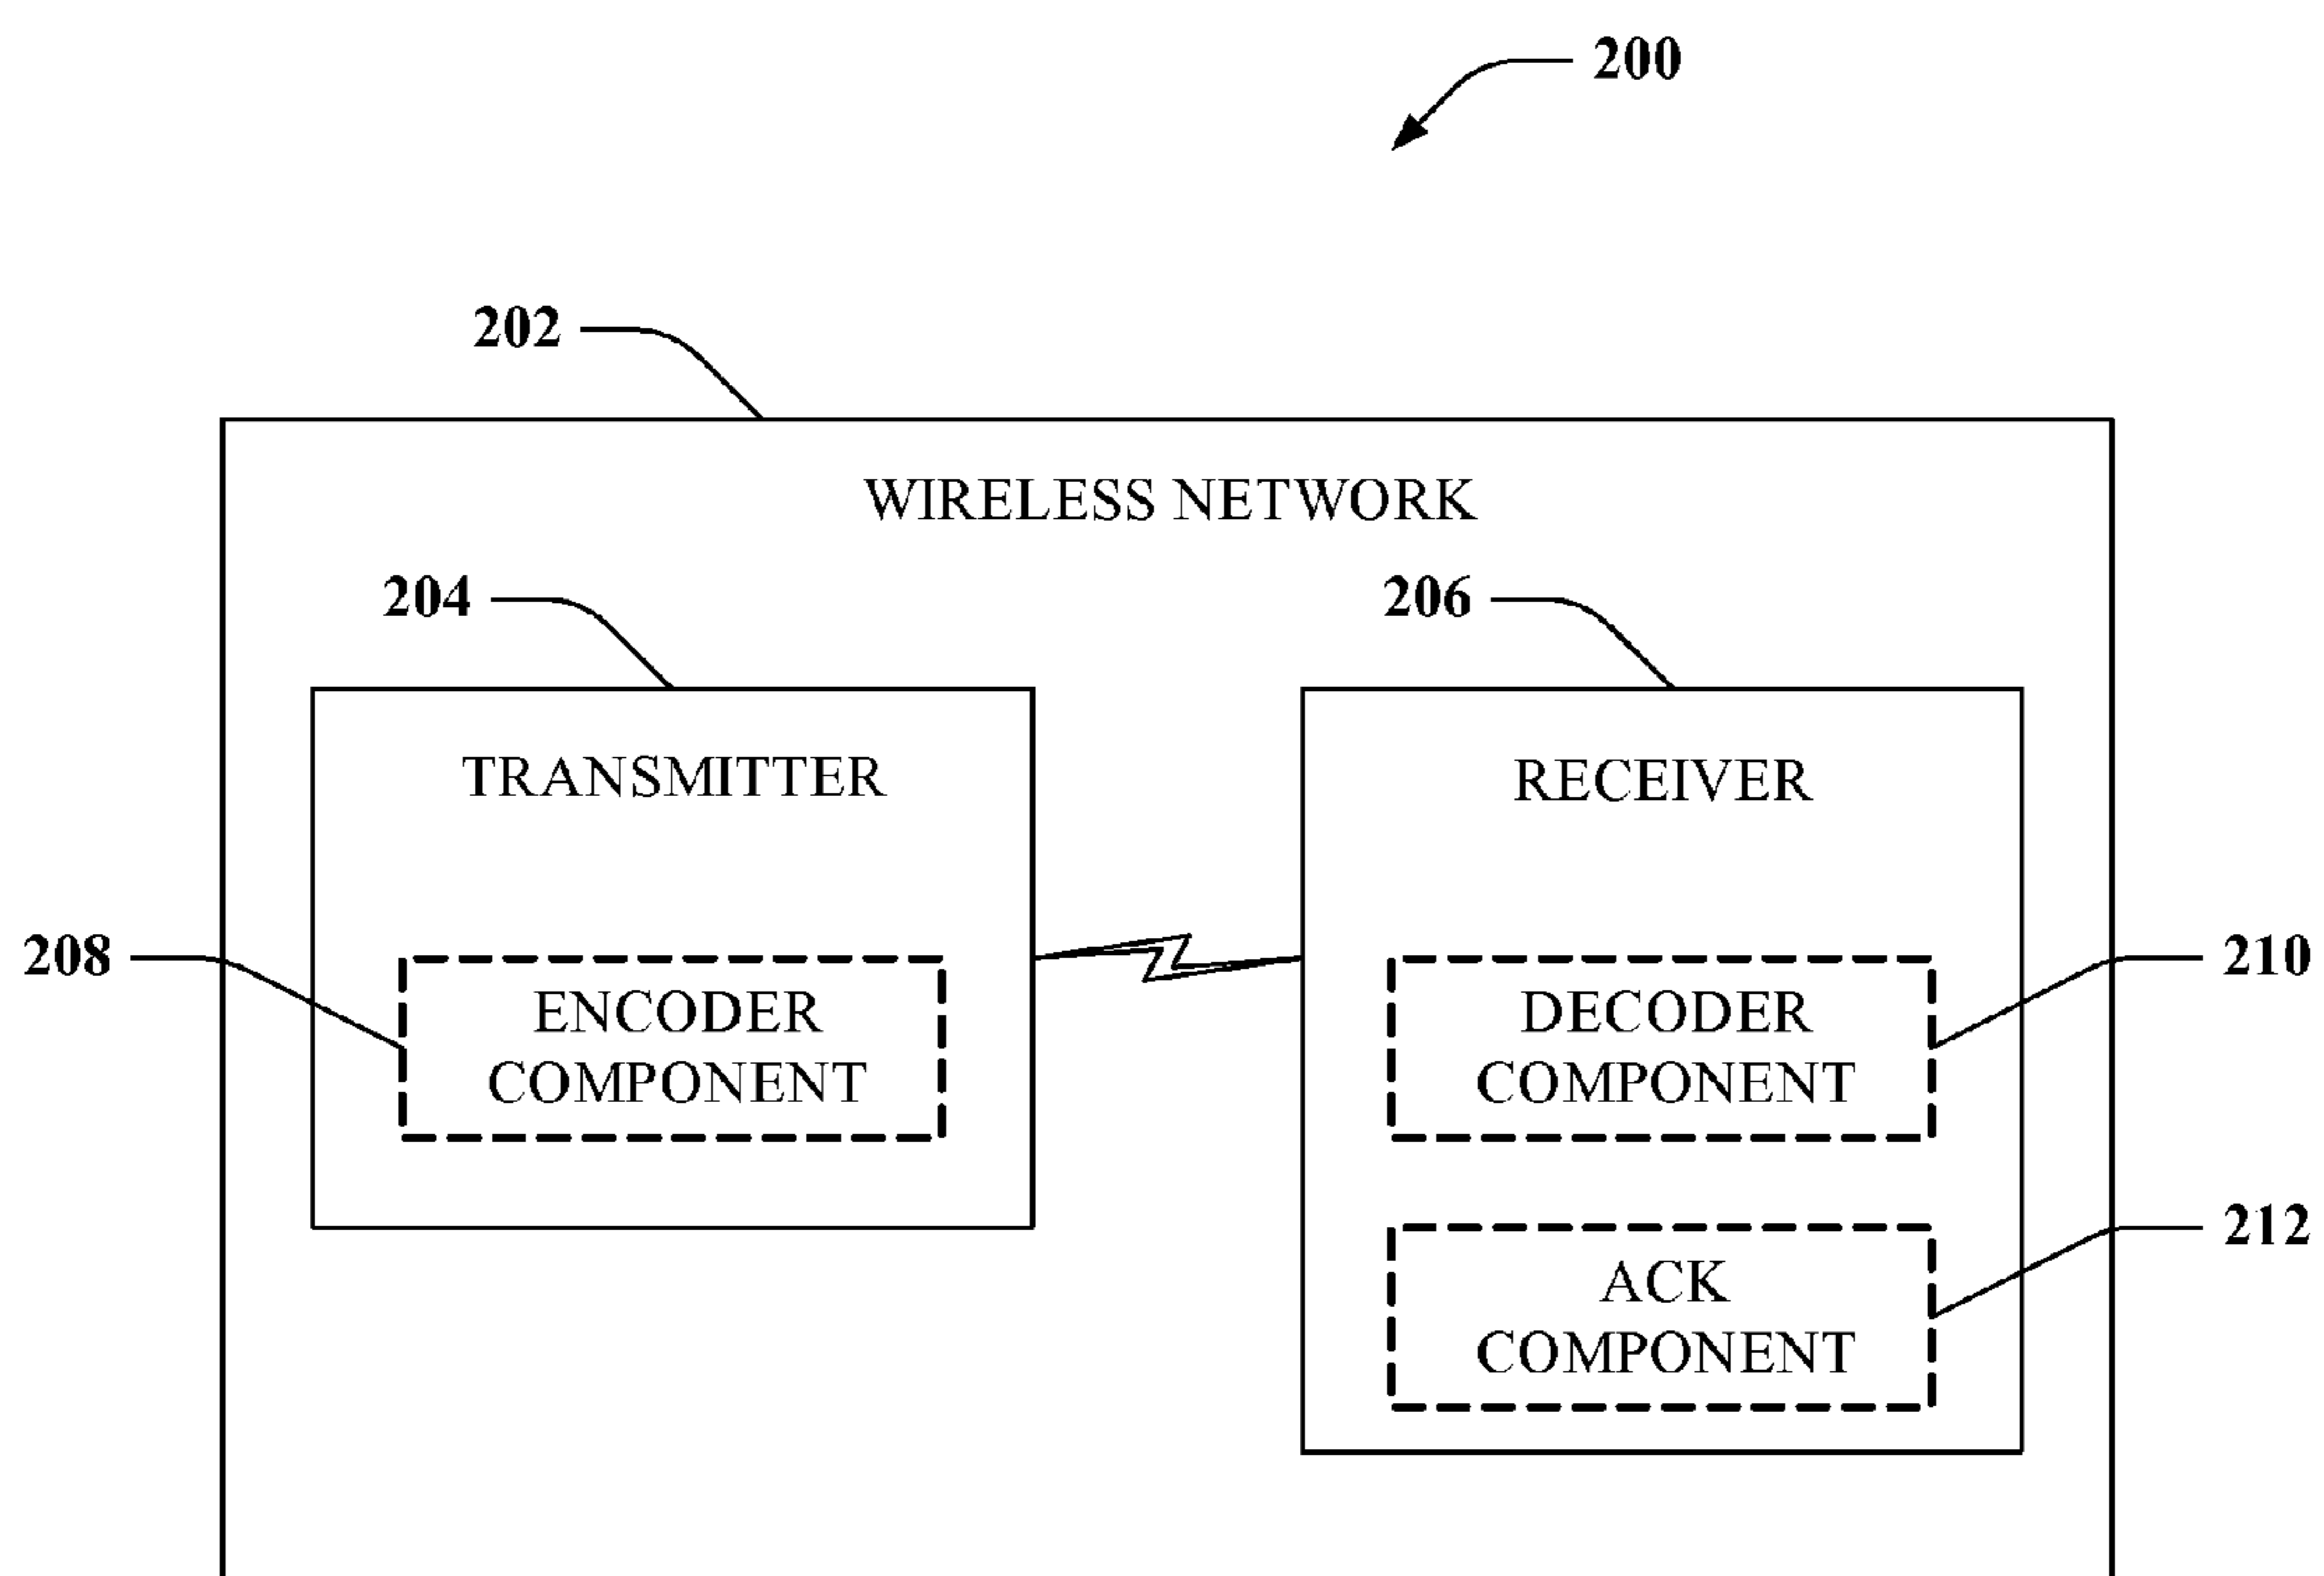 200
202
WIRELESS NETWORK
204
206
TRANSMITTER
RECEIVER
208
210
ENCODER
COMPONENT
DECODER
COMPONENT
212
ACK
COMPONENT